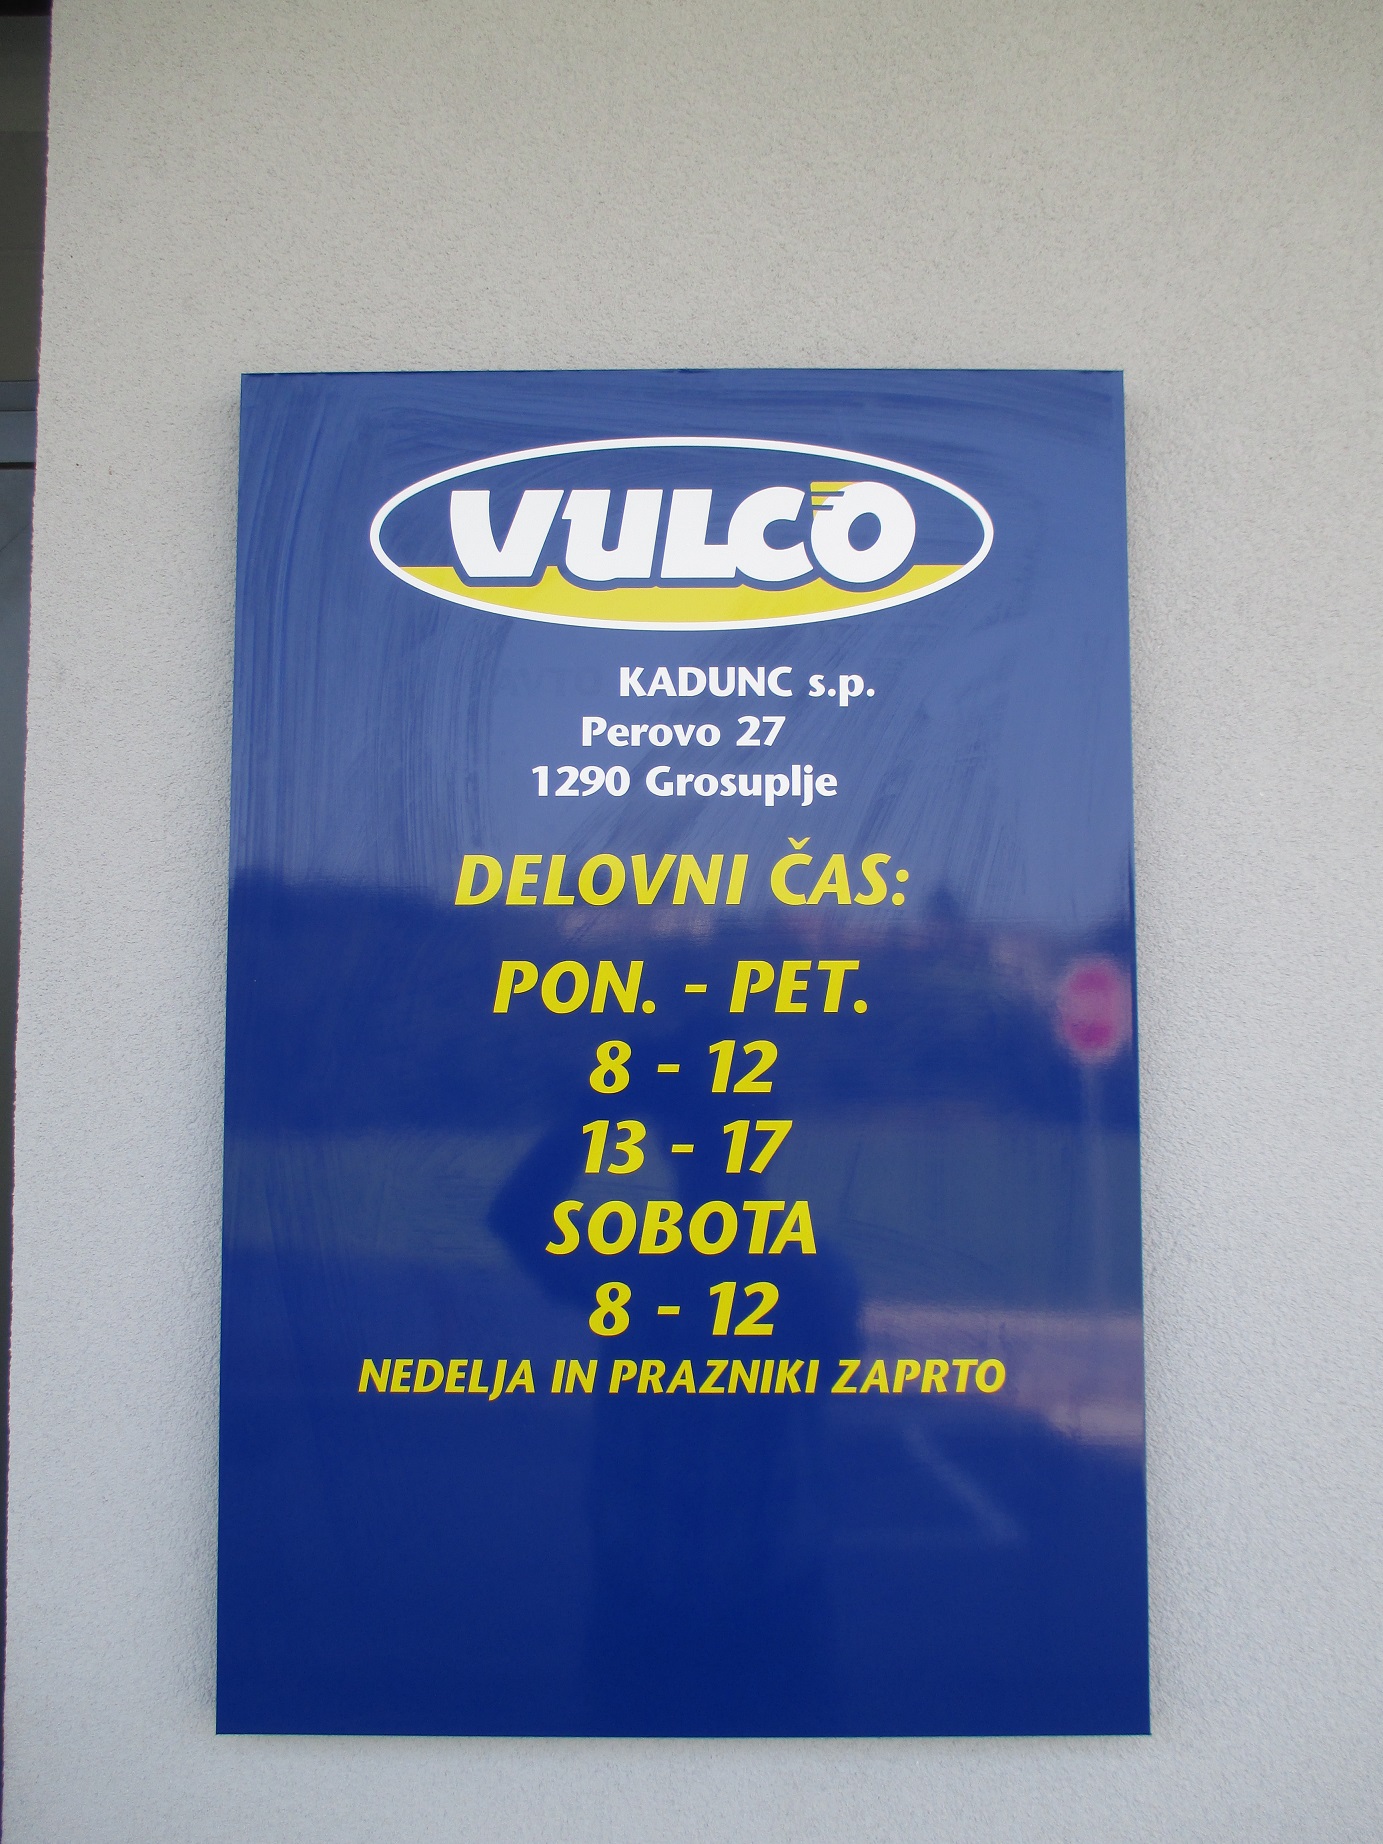 VULCO
KADUNC s.p.
Perovo 27
1290 Grosuplje
DELOVNI ČAS:
PON. - PET.
8 - 12
13 - 17
SOBOTA
8 - 12
NEDELJA IN PRAZNIKI ZAPRTO